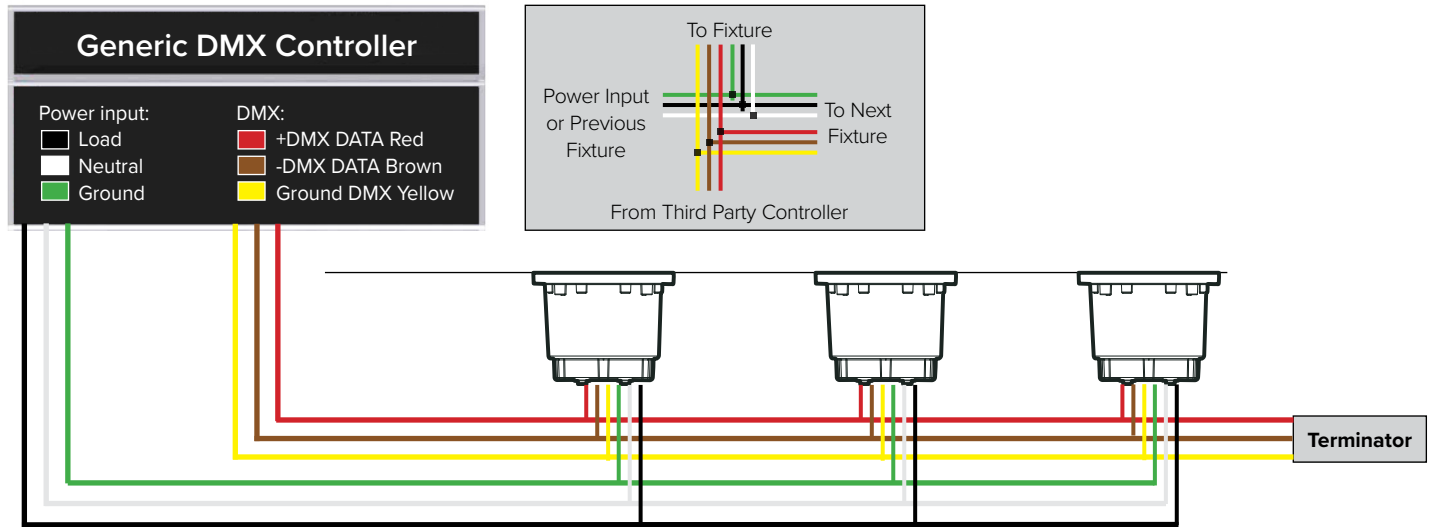 Generic DMX Controller
Power input:
Load
Neutral
Ground
DMX:
+DMX DATA Red
-DMX DATA Brown
Ground DMX Yellow
To Fixture
Power Input
or Previous
Fixture
To Next
Fixture
From Third Party Controller
Terminator